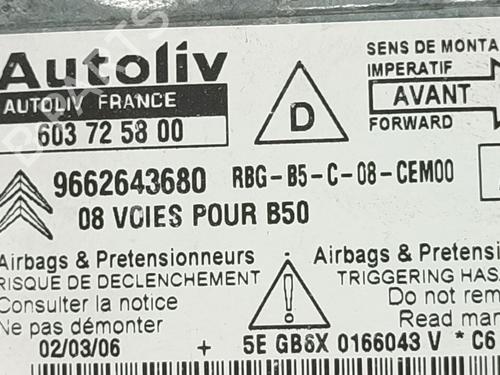 Autoliv
AUTOLIV FRANCE
603 72 58 00
D
SENS DE MONTA
IMPERATIF
AVANT
FORWARD
9662643680 RBG-B5-C-08-CEM00
08 VOIES POUR B50
Airbags & Pretensionneurs
RISQUE DE DECLENCHEMENT
Consulter la notice
Ne pas démonter
!
Airbags & Pretensio
TRIGGERING HAS
Do not rem
Read man
02/03/06 + 5E GB6X 0166043 V * C6